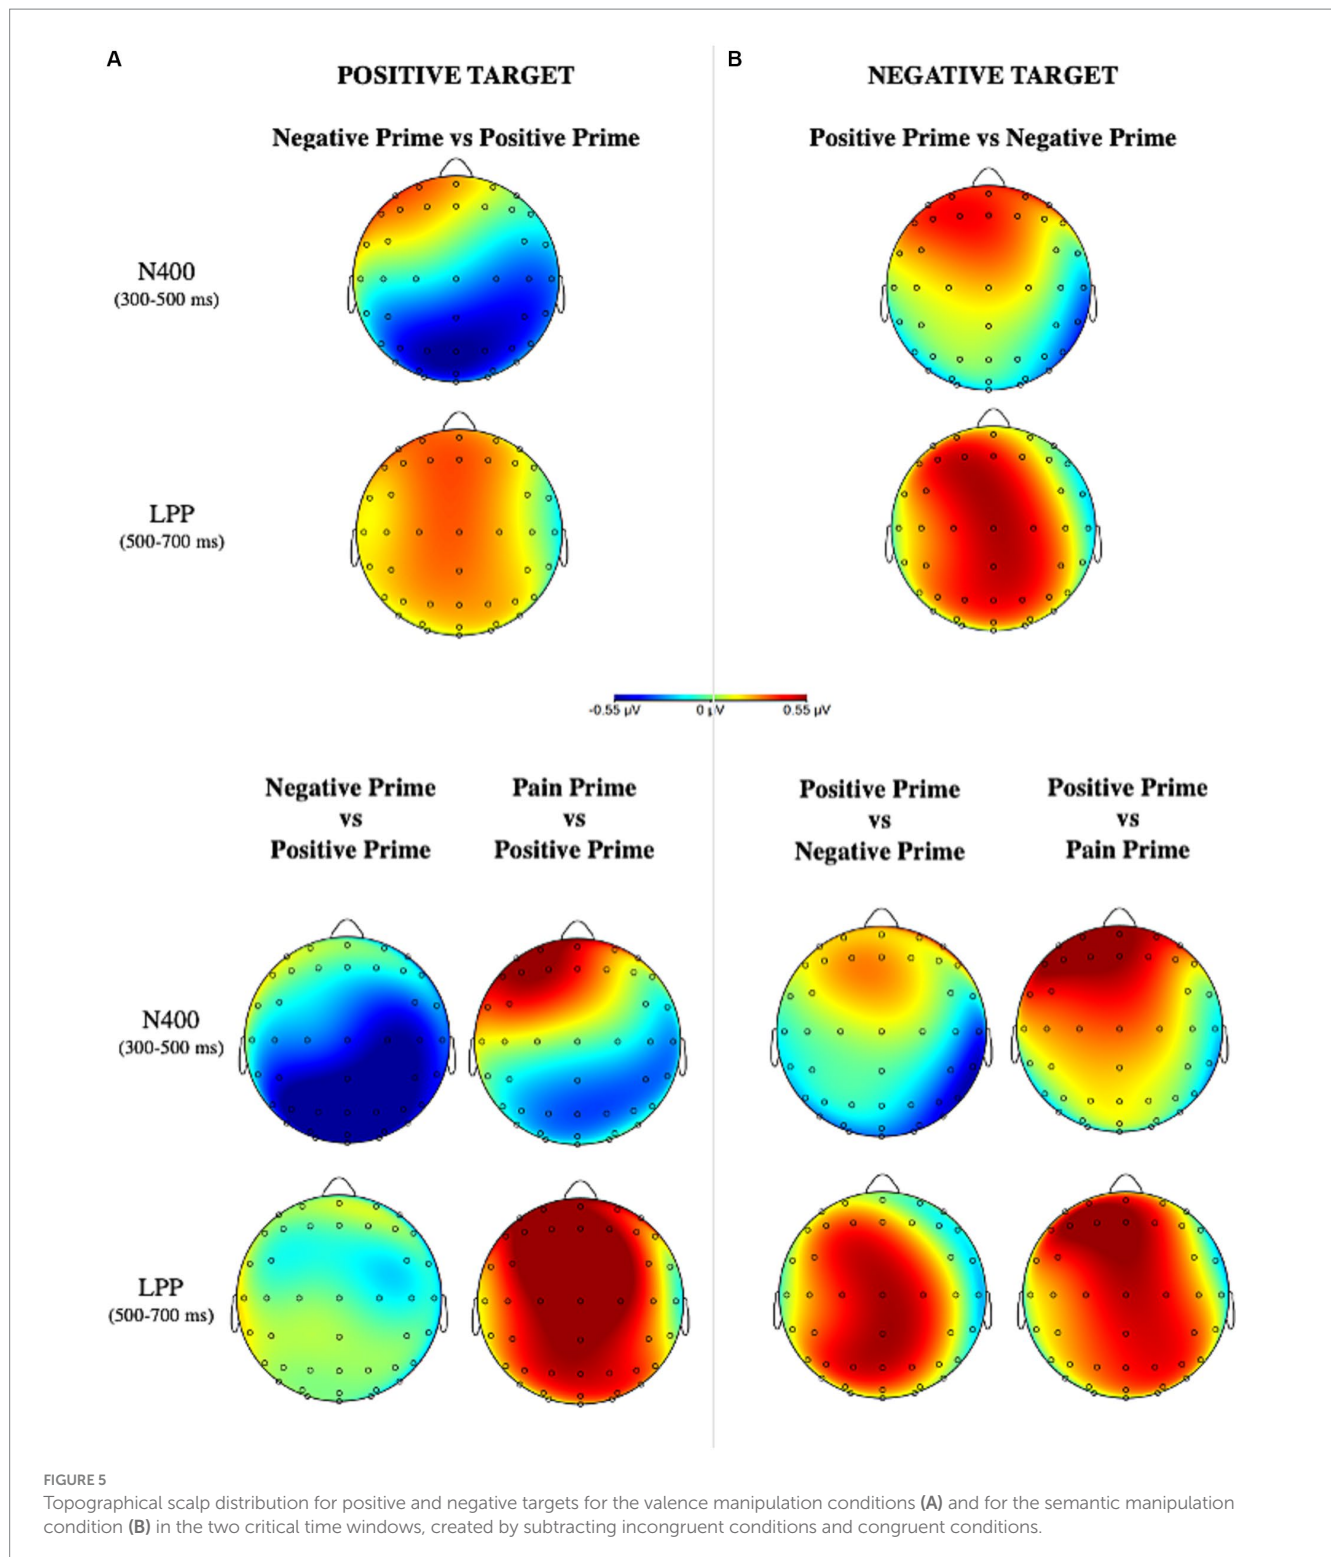 A
POSITIVE TARGET
Negative Prime vs Positive Prime
B
NEGATIVE TARGET
Positive Prime vs Negative Prime
N400
(300-500 ms)
LPP
(500-700 ms)
-0.55 µV 0 µV 0.55 µV
Negative Prime
vs
Positive Prime
Pain Prime
vs
Positive Prime
Positive Prime
vs
Negative Prime
Positive Prime
vs
Pain Prime
N400
(300-500 ms)
LPP
(500-700 ms)
FIGURE 5
Topographical scalp distribution for positive and negative targets for the valence manipulation conditions (A) and for the semantic manipulation
condition (B) in the two critical time windows, created by subtracting incongruent conditions and congruent conditions.